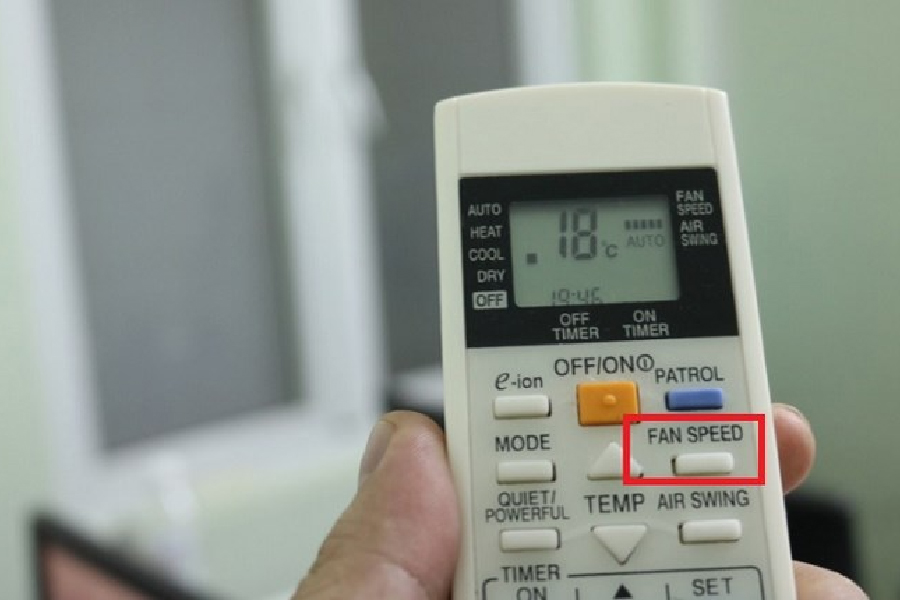 AUTO
HEAT
COOL
DRY
OFF
18°C
AUTO
19:46
FAN
SPEED
AIR
SWING
OFF
TIMER
ON
TIMER
OFF/ON
e-ion
PATROL
MODE
FAN SPEED
QUIET/
POWERFUL
TEMP
AIR SWING
TIMER
ON
SET